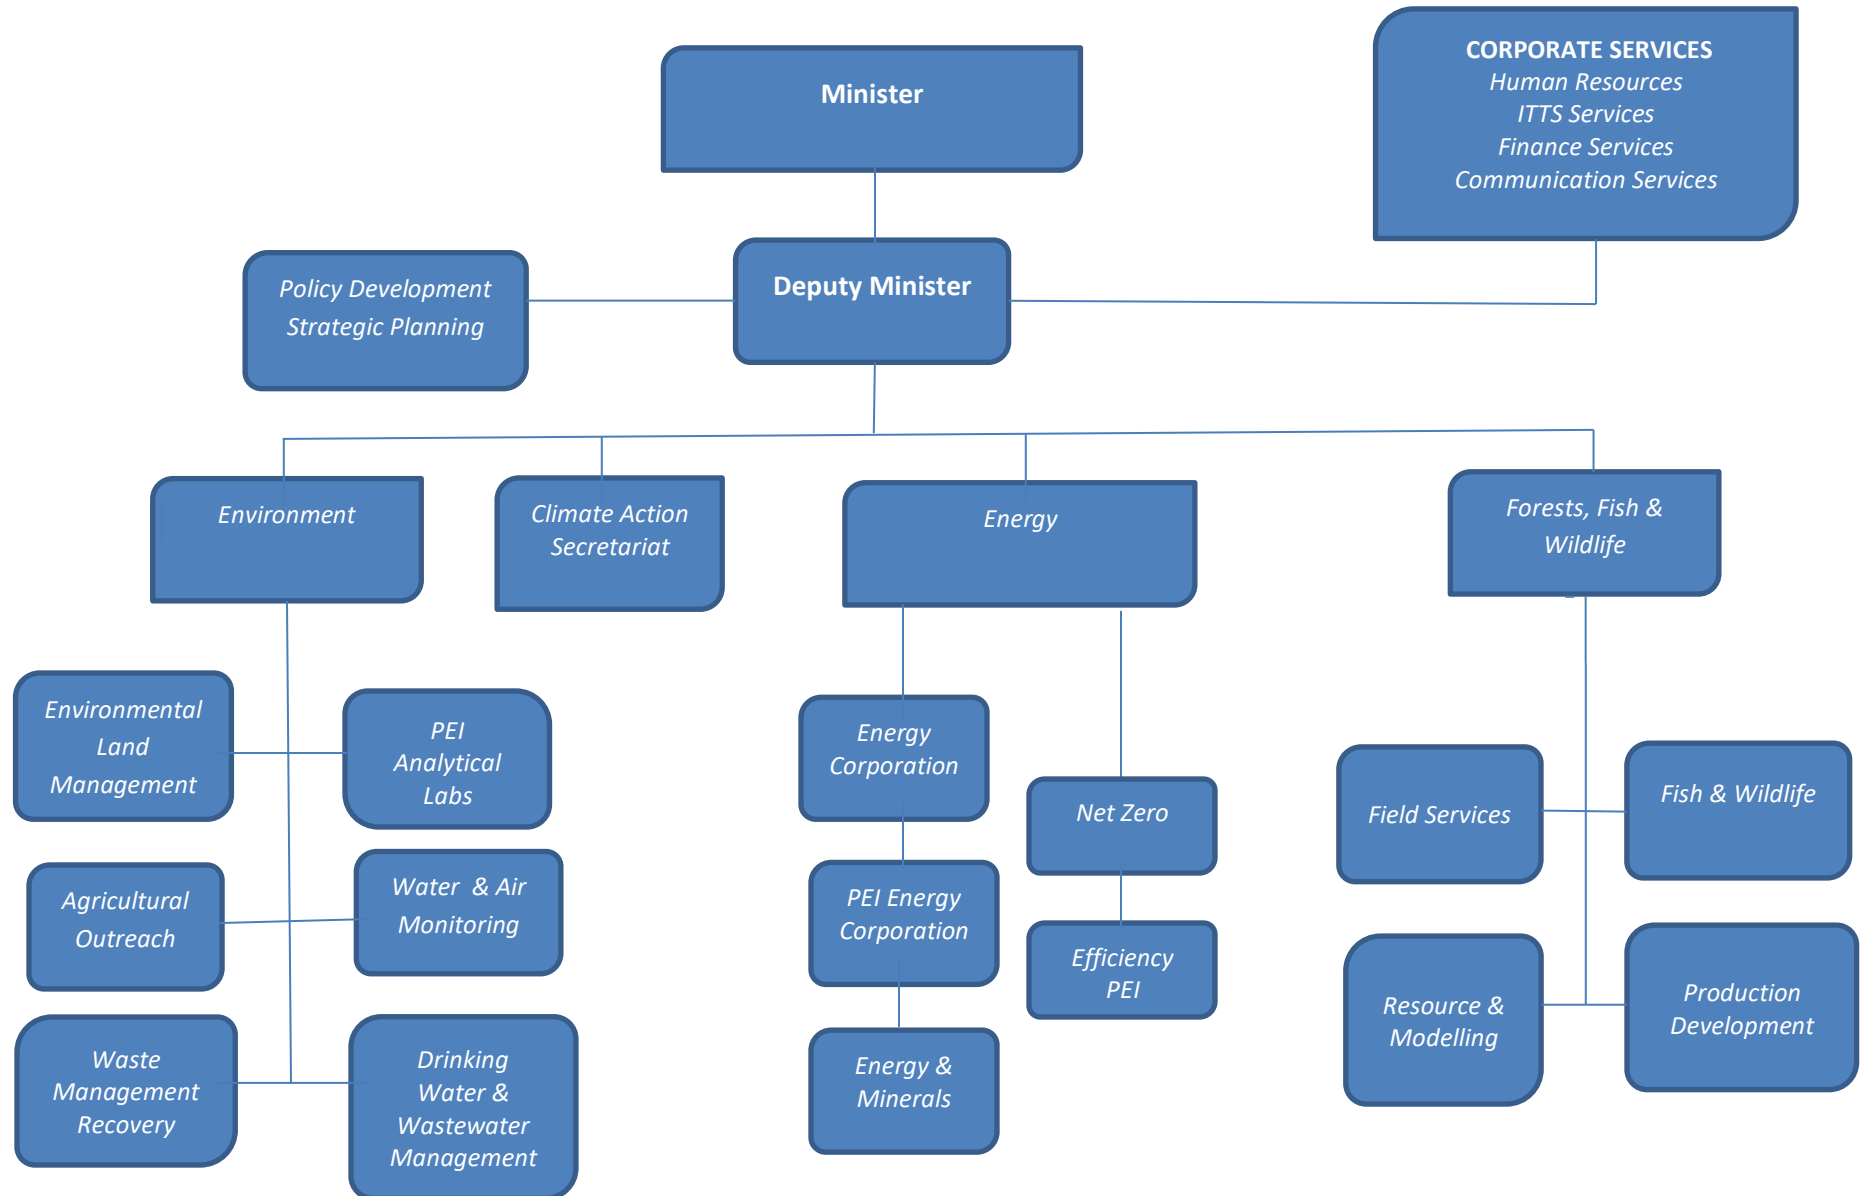 Minister
CORPORATE SERVICES
Human Resources
ITTS Services
Finance Services
Communication Services
Policy Development
Strategic Planning
Deputy Minister
Environment
Climate Action
Secretariat
Energy
Forests, Fish &
Wildlife
Environmental
Land
Management
PEI
Analytical
Labs
Agricultural
Outreach
Water & Air
Monitoring
Waste
Management
Recovery
Drinking
Water &
Wastewater
Management
Energy
Corporation
PEI Energy
Corporation
Energy &
Minerals
Net Zero
Efficiency
PEI
Field Services
Fish & Wildlife
Resource &
Modelling
Production
Development